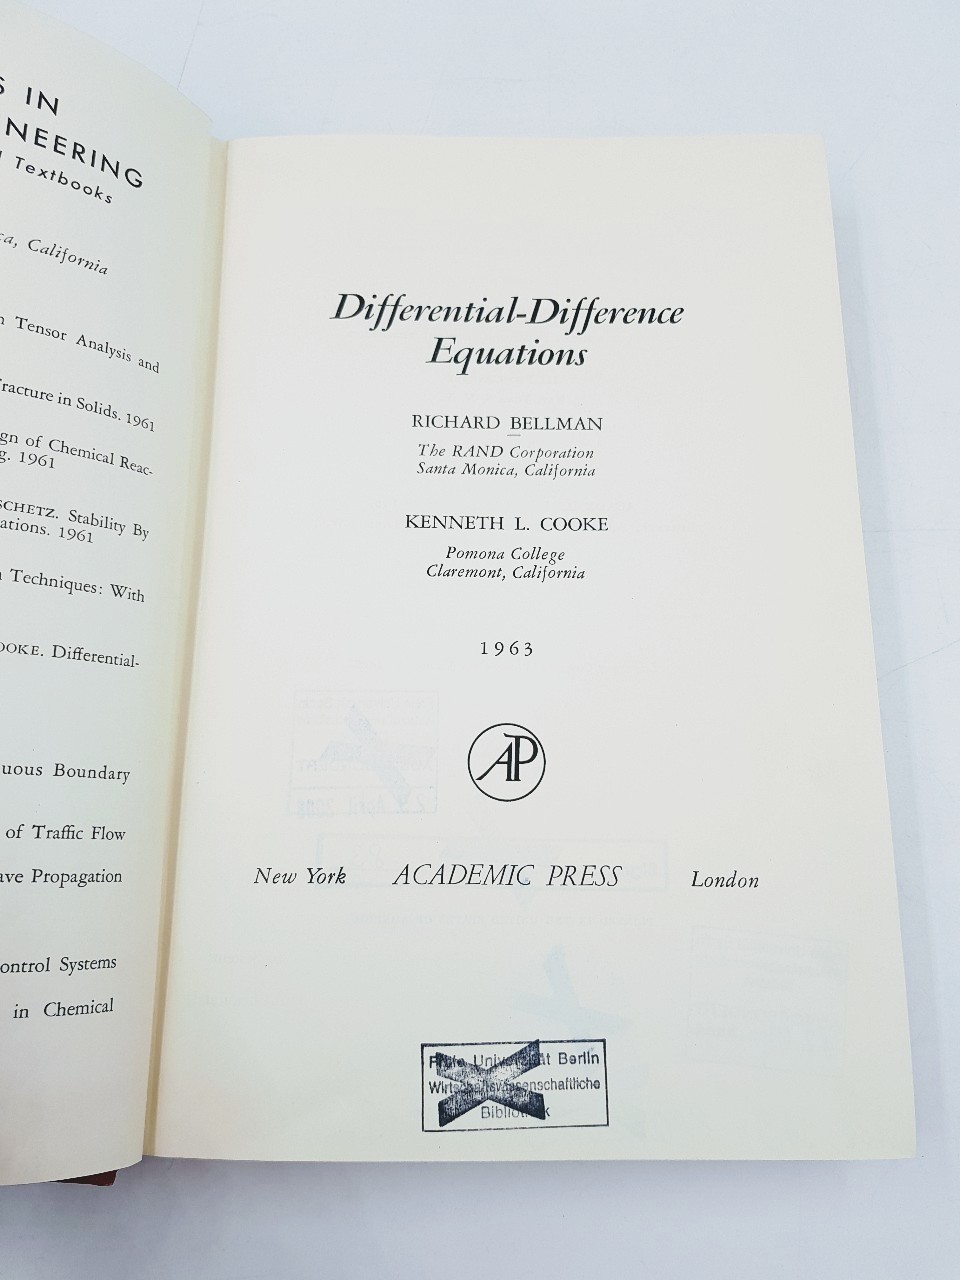 IN
NEERING
Textbooks
California
Tensor Analysis and
racture in Solids. 1961
gn of Chemical Reac-
g. 1961
SCHETZ. Stability By
ations. 1961
Techniques: With
OOKE. Differential-
uous Boundary
of Traffic Flow
ave Propagation
ontrol Systems
in Chemical
Differential-Difference
Equations
RICHARD BELLMAN
The RAND Corporation
Santa Monica, California
KENNETH L. COOKE
Pomona College
Claremont, California
1963
AP
New York ACADEMIC PRESS London
Freie Universität Berlin
Wirtschaftswissenschaftliche
Bibliothek